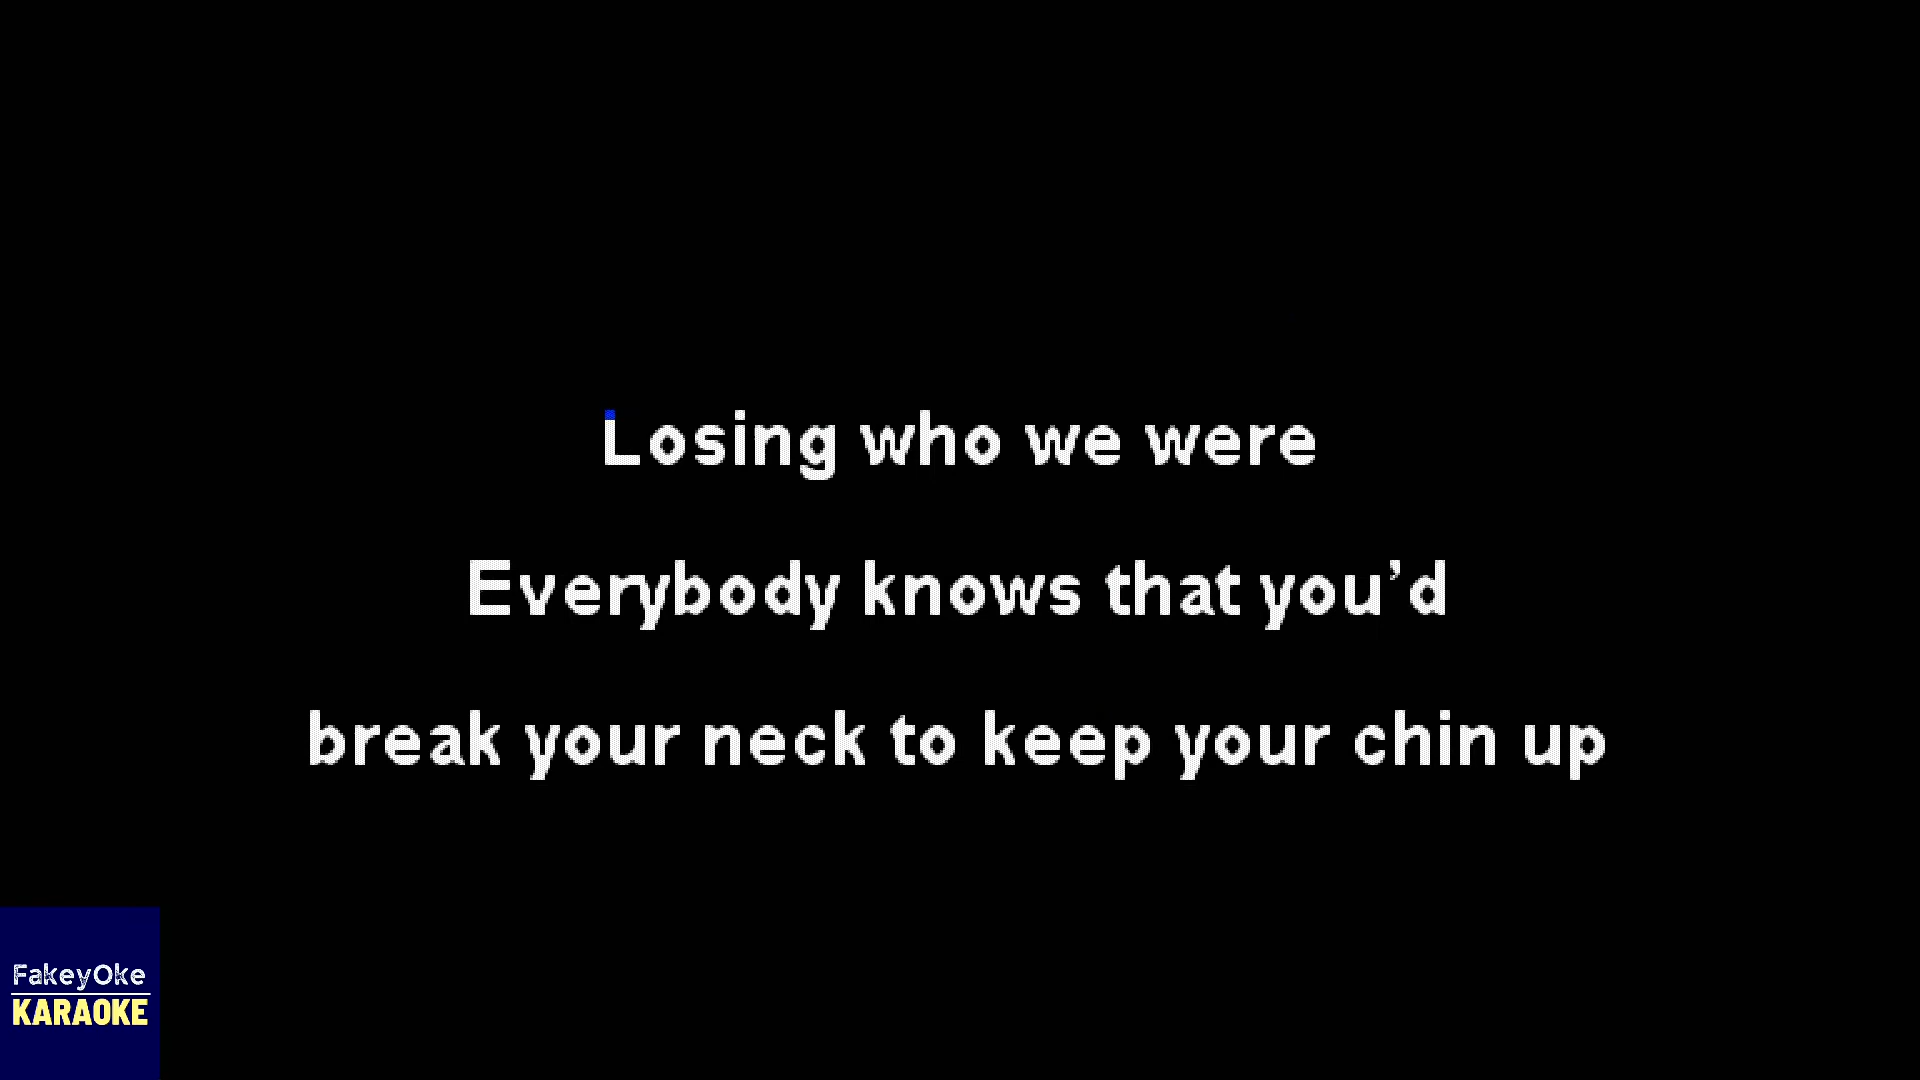 Losing who we were
Everybody knows that you’d
break your neck to keep your chin up
FakeyOke
KARAOKE